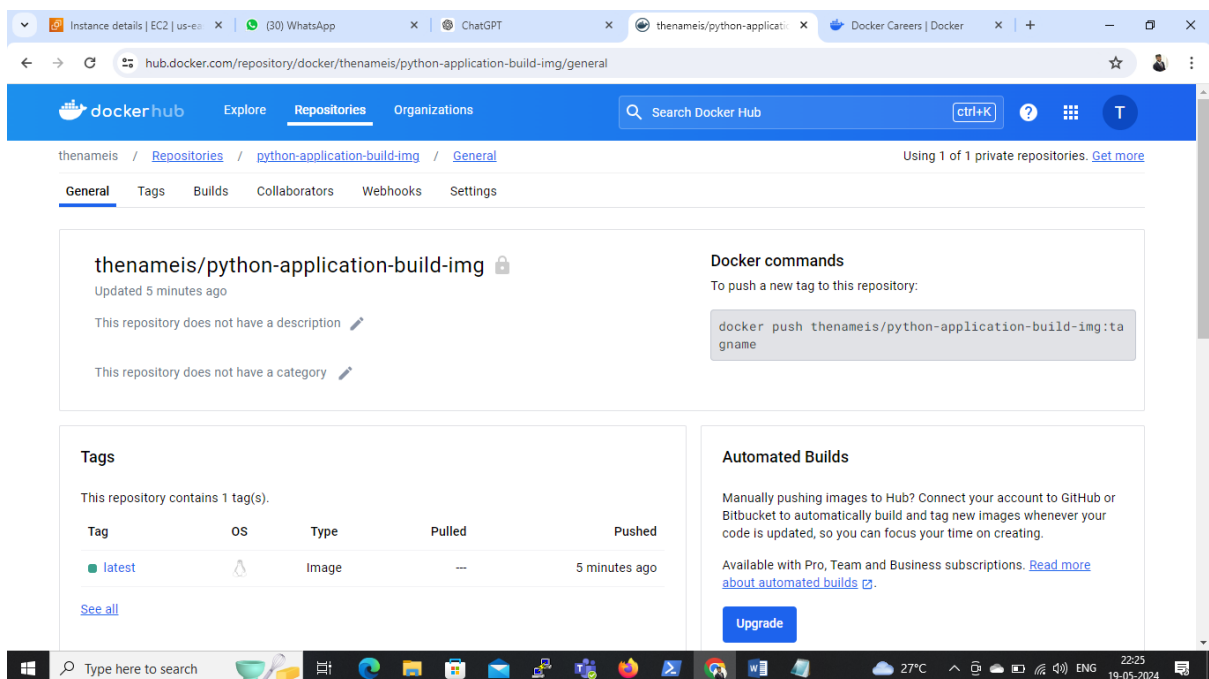 Instance details | EC2 | us-ea
(30) WhatsApp
ChatGPT
thenameis/python-applicatic
Docker Careers | Docker
hub.docker.com/repository/docker/thenameis/python-application-build-img/general
dockerhub Explore Repositories Organizations Search Docker Hub ctrl+K ? T
thenameis / Repositories / python-application-build-img / General Using 1 of 1 private repositories. Get more
General Tags Builds Collaborators Webhooks Settings
thenameis/python-application-build-img
Updated 5 minutes ago
This repository does not have a description
This repository does not have a category
Docker commands
To push a new tag to this repository:
docker push thenameis/python-application-build-img:ta
gname
Tags
This repository contains 1 tag(s).
Tag OS Type Pulled Pushed
latest Image --- 5 minutes ago
See all
Automated Builds
Manually pushing images to Hub? Connect your account to GitHub or
Bitbucket to automatically build and tag new images whenever your
code is updated, so you can focus your time on creating.
Available with Pro, Team and Business subscriptions. Read more
about automated builds.
Upgrade
Type here to search 27°C ENG 22:25
19-05-2024